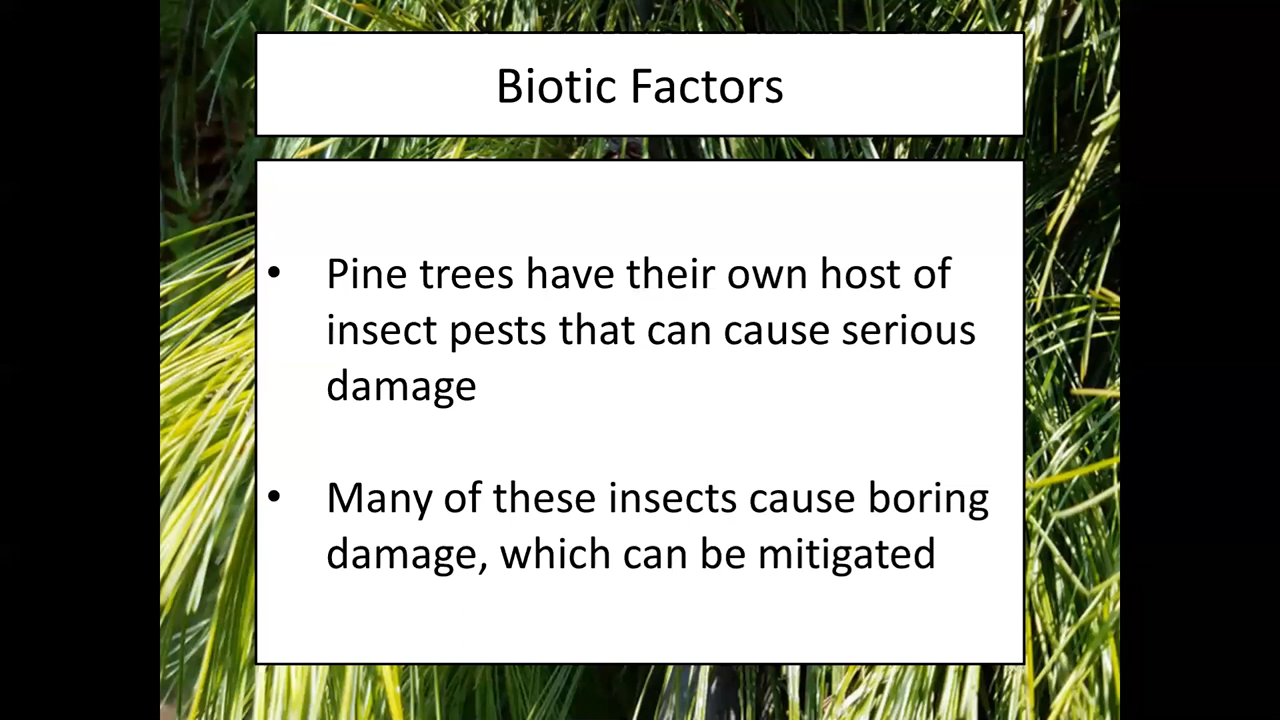 Biotic Factors
• Pine trees have their own host of
insect pests that can cause serious
damage
• Many of these insects cause boring
damage, which can be mitigated